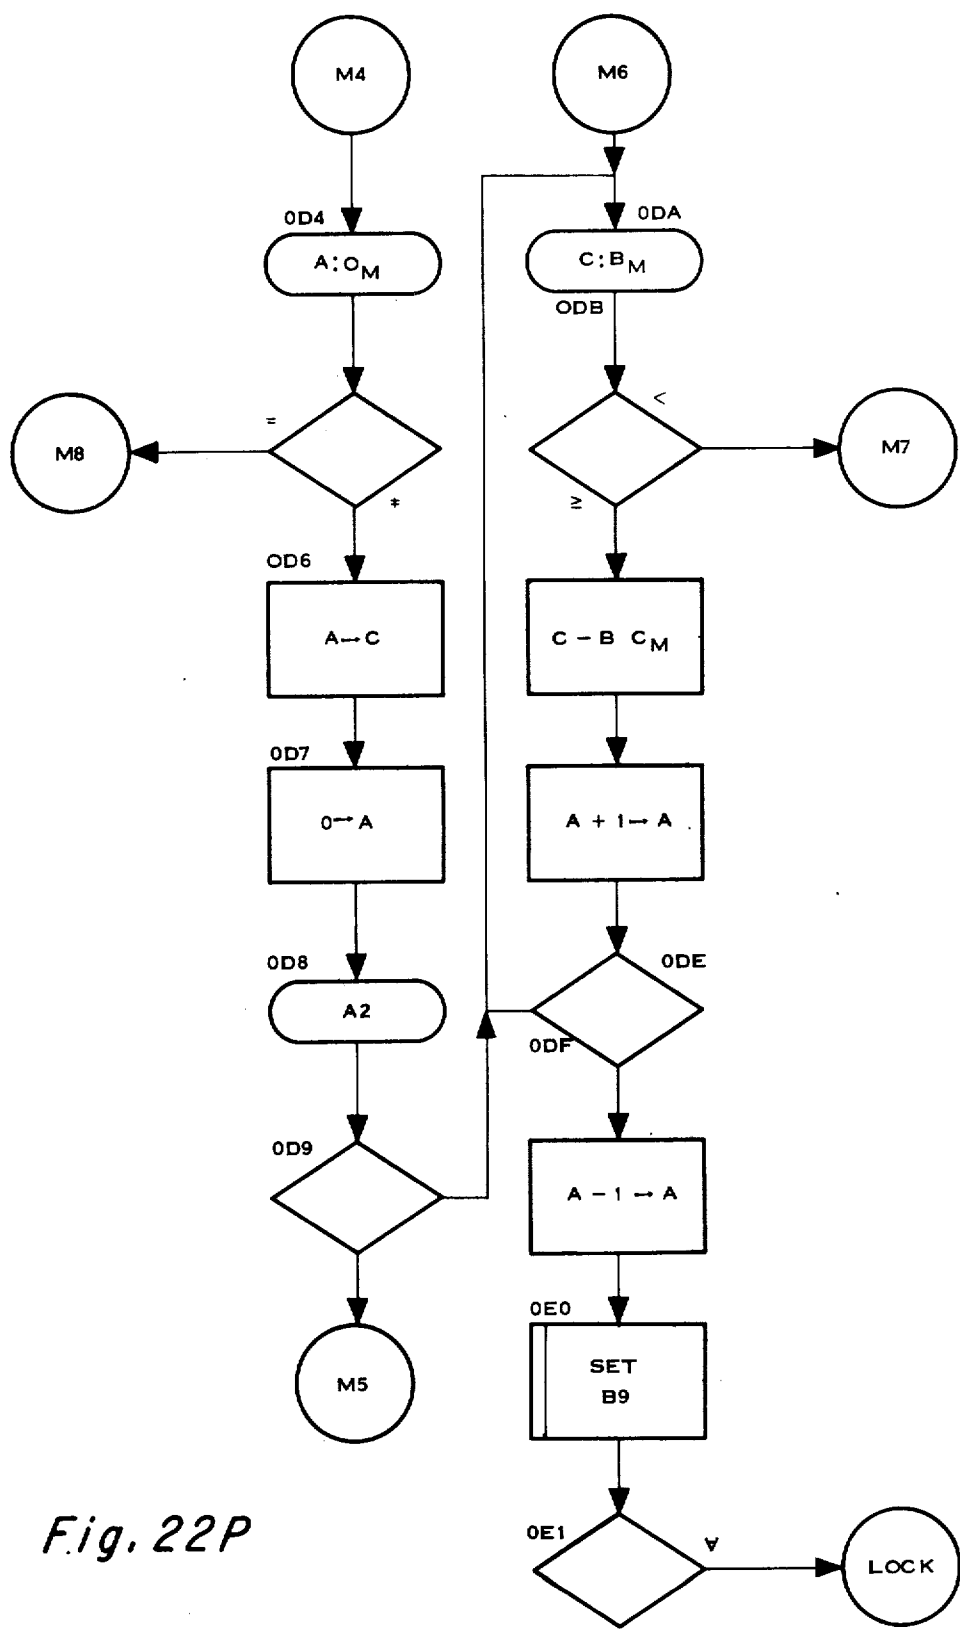 M4
0D4
A:0M
=
M8
≠
0D6
A→C
0D7
0→A
0D8
A2
0D9
M5
M6
0DA
C:BM
0DB
<
M7
≥
C - B CM
A + 1→ A
0DE
0DF
A - 1 → A
0E0
SET
B9
0E1
∀
LOCK
Fig. 22P